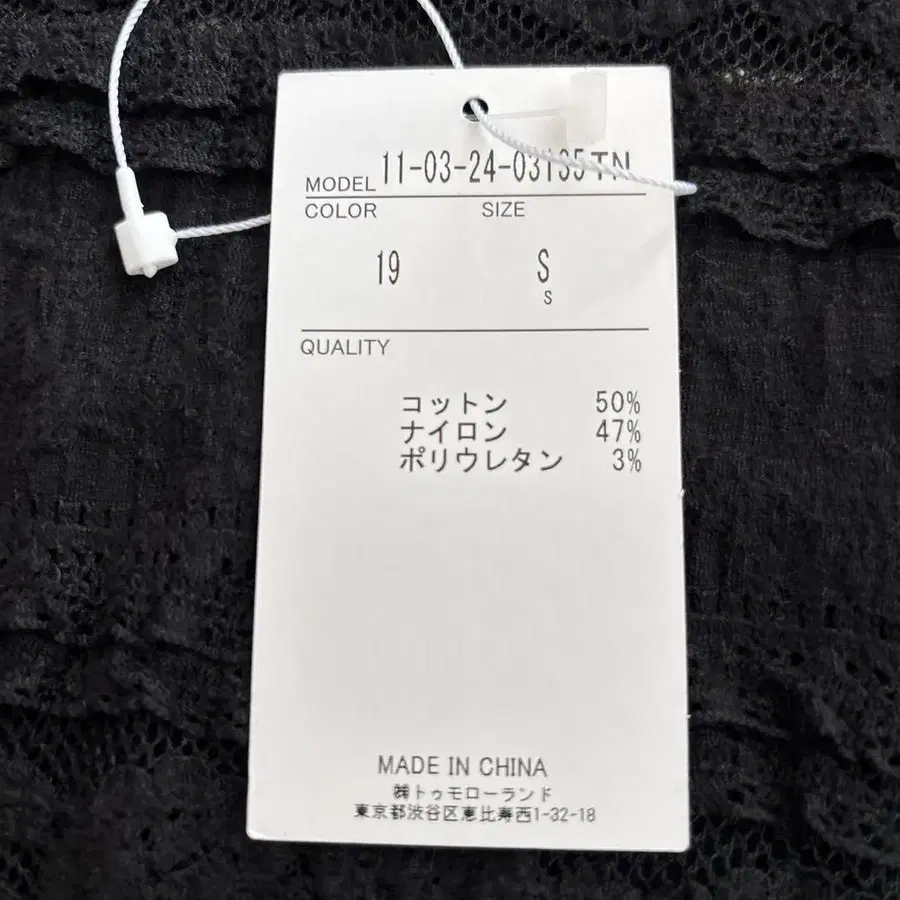 MODEL 11-03-24-03135TN
COLOR SIZE
19 S
S
QUALITY
コットン 50%
ナイロン 47%
ポリウレタン 3%
MADE IN CHINA
㈱トゥモローランド
東京都渋谷区恵比寿西1-32-18